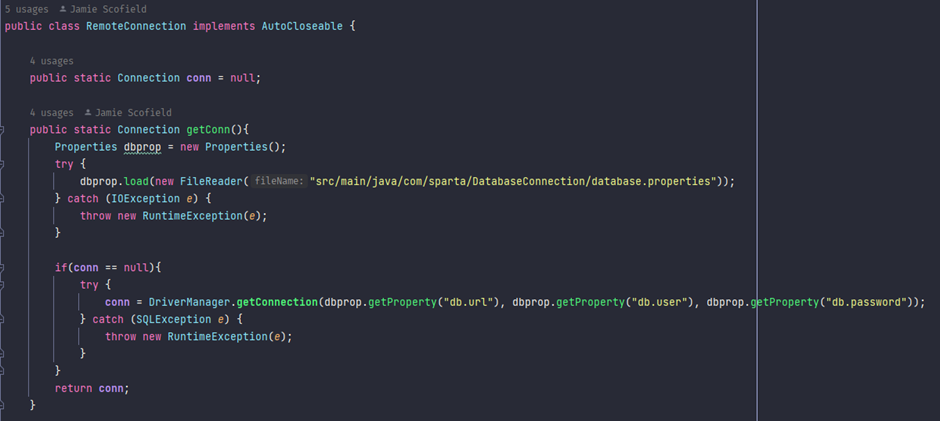 5 usages Jamie Scofield
public class RemoteConnection implements AutoCloseable {
4 usages
public static Connection conn = null;
4 usages Jamie Scofield
public static Connection getConn(){
Properties dbprop = new Properties();
try {
dbprop.load(new FileReader( fileName: "src/main/java/com/sparta/DatabaseConnection/database.properties"));
} catch (IOException e) {
throw new RuntimeException(e);
}
if(conn == null){
try {
conn = DriverManager.getConnection(dbprop.getProperty("db.url"), dbprop.getProperty("db.user"), dbprop.getProperty("db.password"));
} catch (SQLException e) {
throw new RuntimeException(e);
}
}
return conn;
}